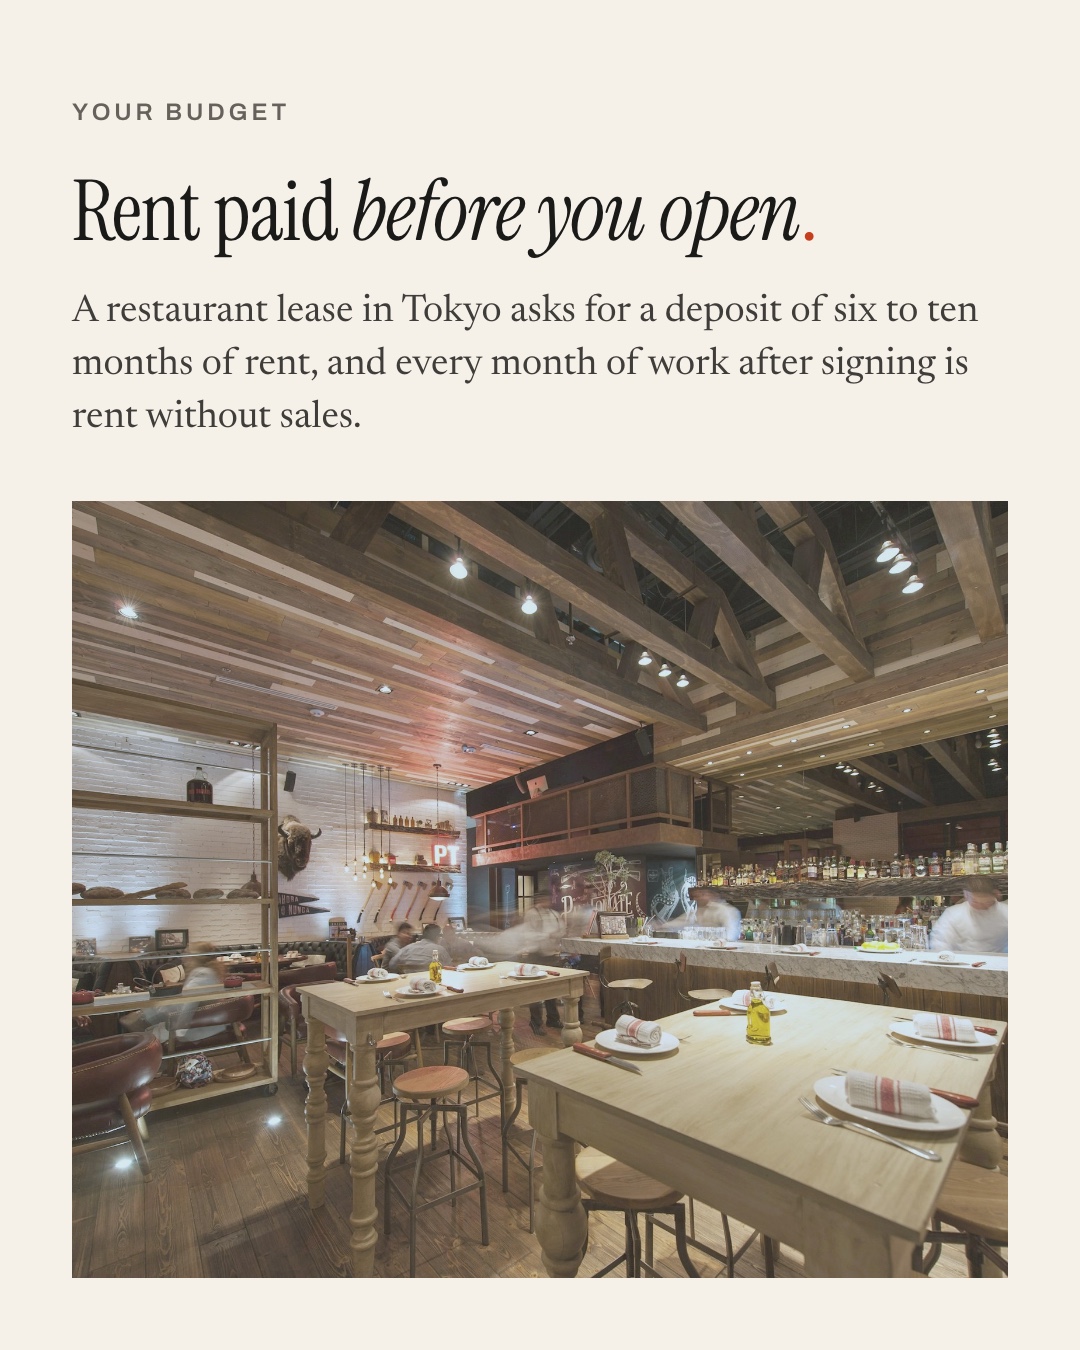 YOUR BUDGET
Rent paid before you open.
A restaurant lease in Tokyo asks for a deposit of six to ten
months of rent, and every month of work after signing is
rent without sales.
PT